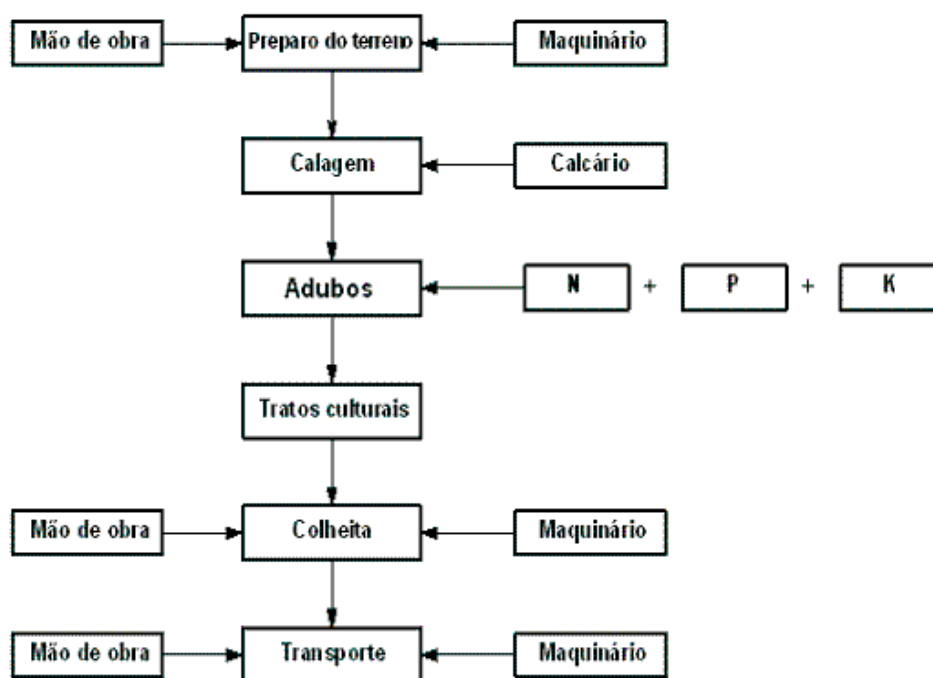 Mão de obra
Preparo do terreno
Maquinário
Calagem
Calcário
Adubos
N + P + K
Tratos culturais
Mão de obra
Colheita
Maquinário
Mão de obra
Transporte
Maquinário